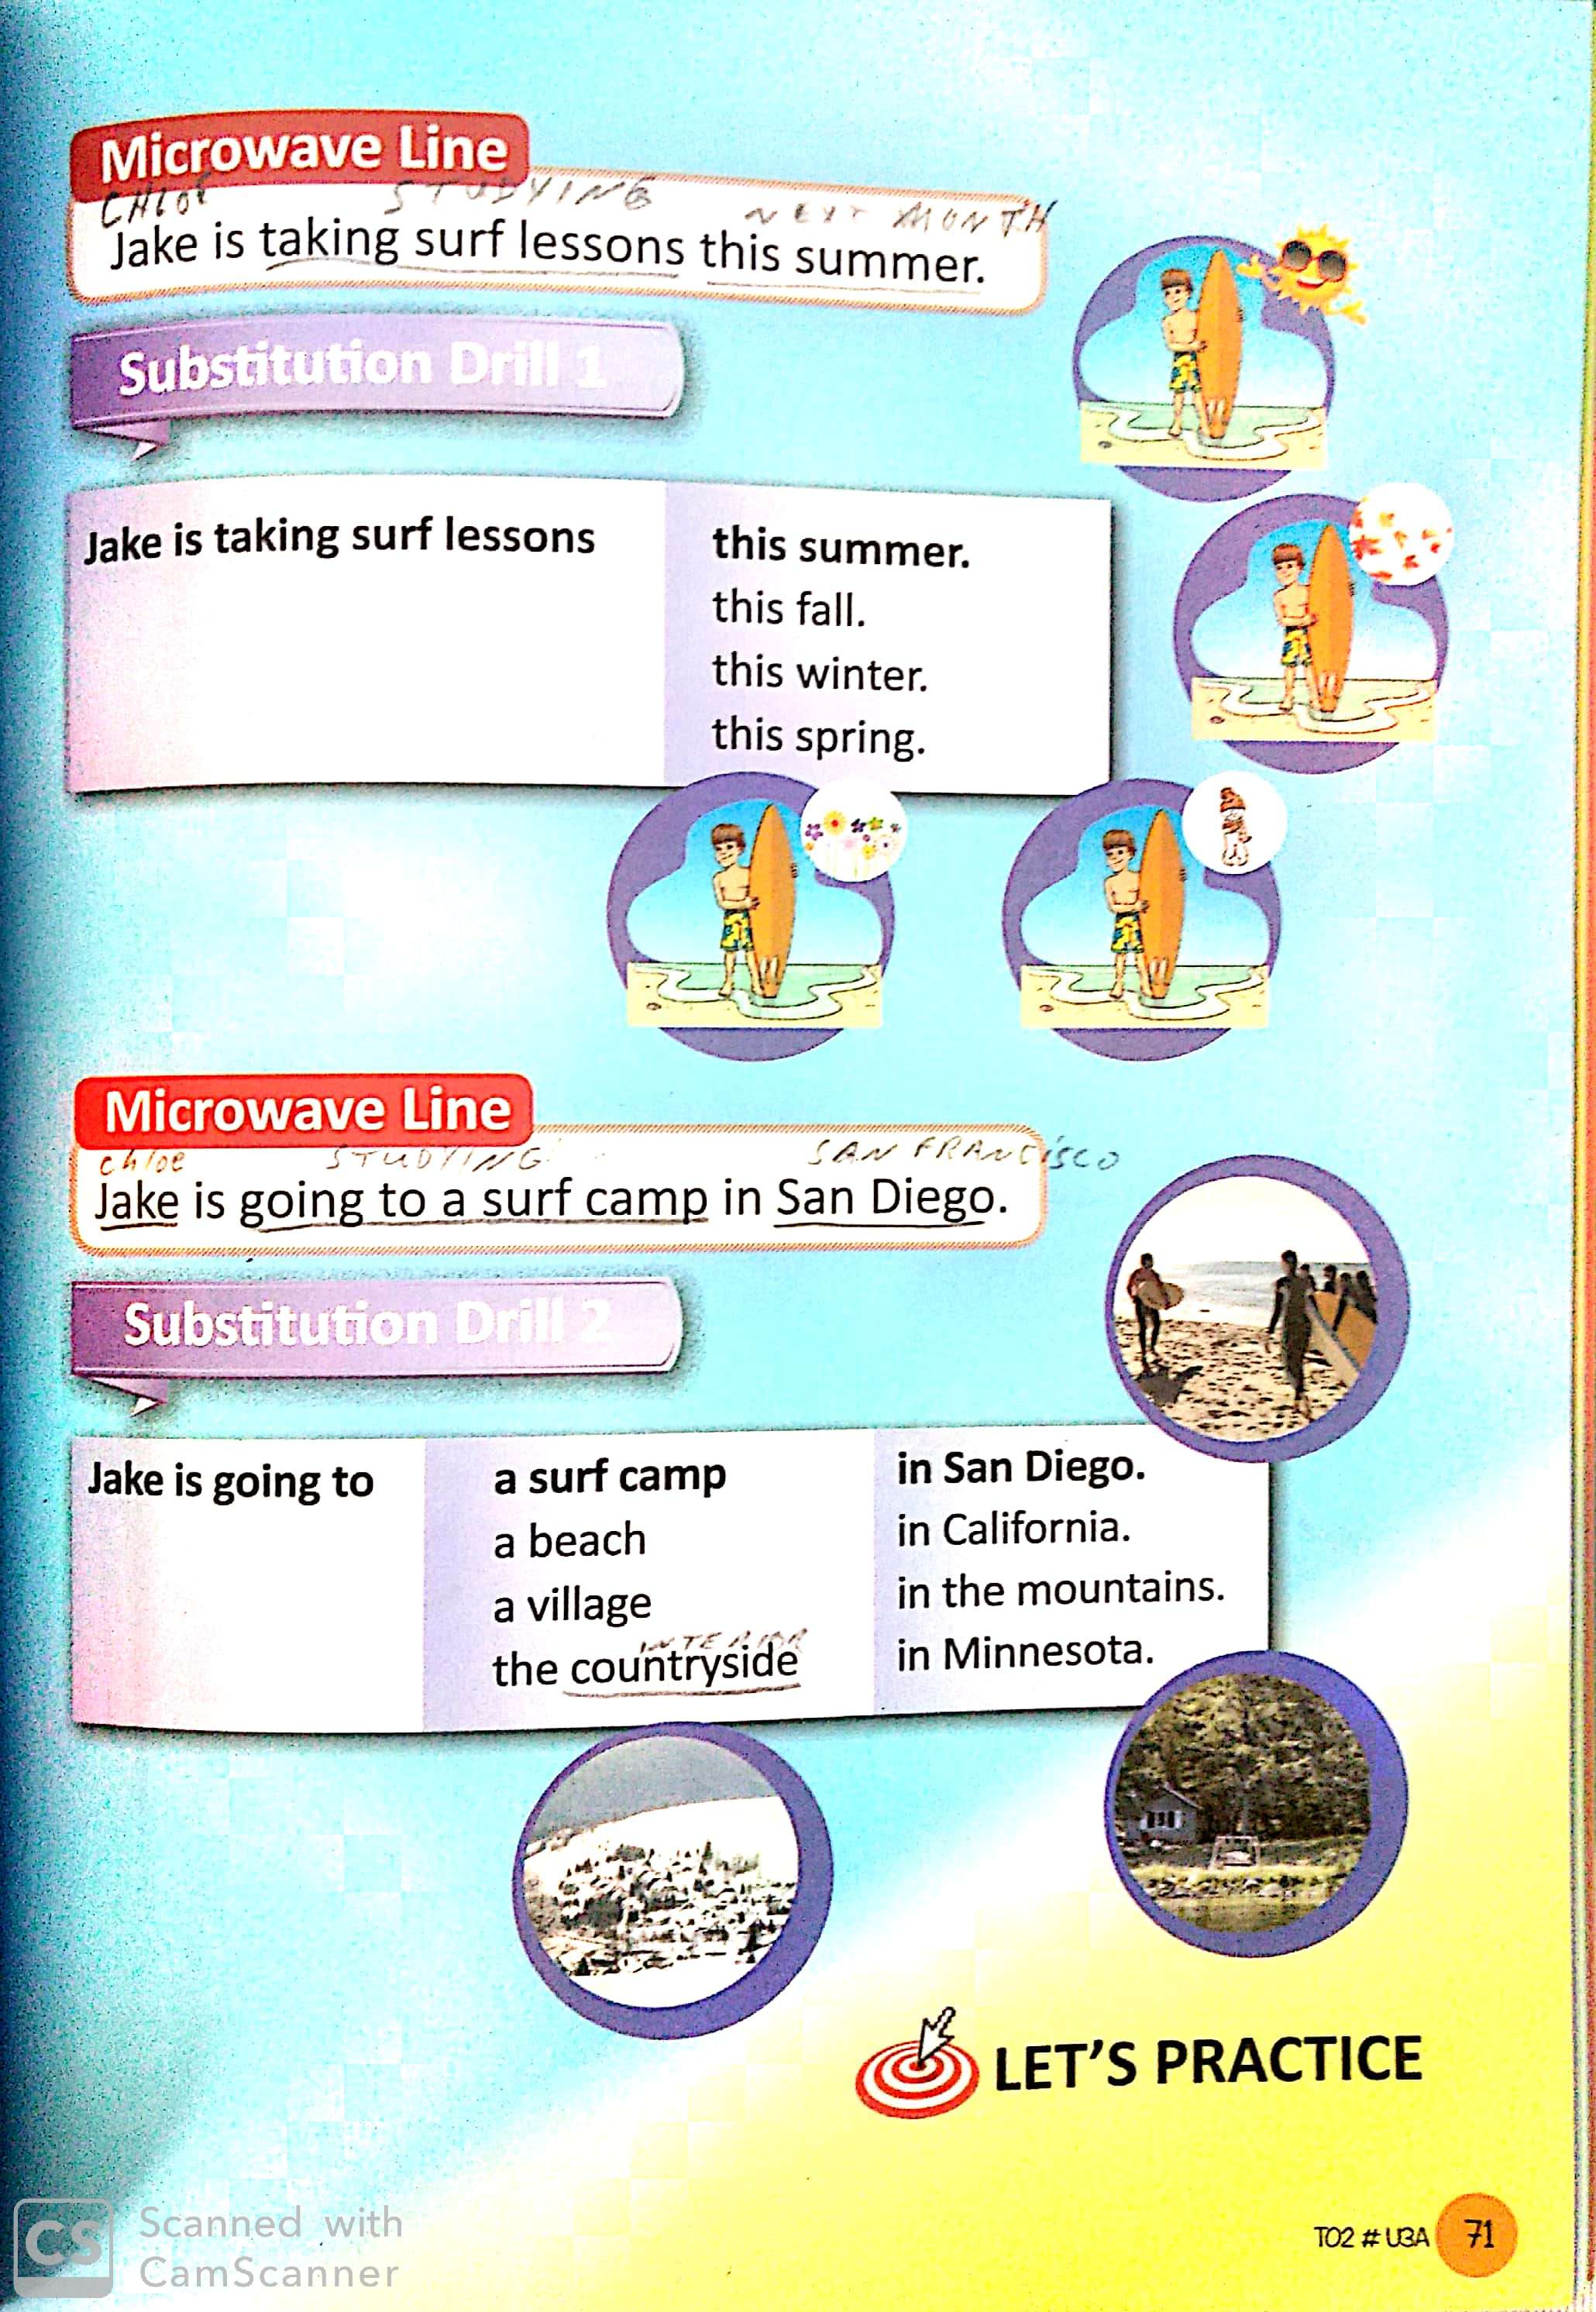 Microwave Line
CHLOE STUDYING NEXT MONTH
Jake is taking surf lessons this summer.
Substitution Drill 1
Jake is taking surf lessons this summer.
this fall.
this winter.
this spring.
Microwave Line
chloe STUDYING SAN FRANCISCO
Jake is going to a surf camp in San Diego.
Substitution Drill 2
Jake is going to a surf camp in San Diego.
a beach in California.
a village in the mountains.
INTERIOR
the countryside in Minnesota.
LET'S PRACTICE
TO2 # U3A 71
CS Scanned with
CamScanner